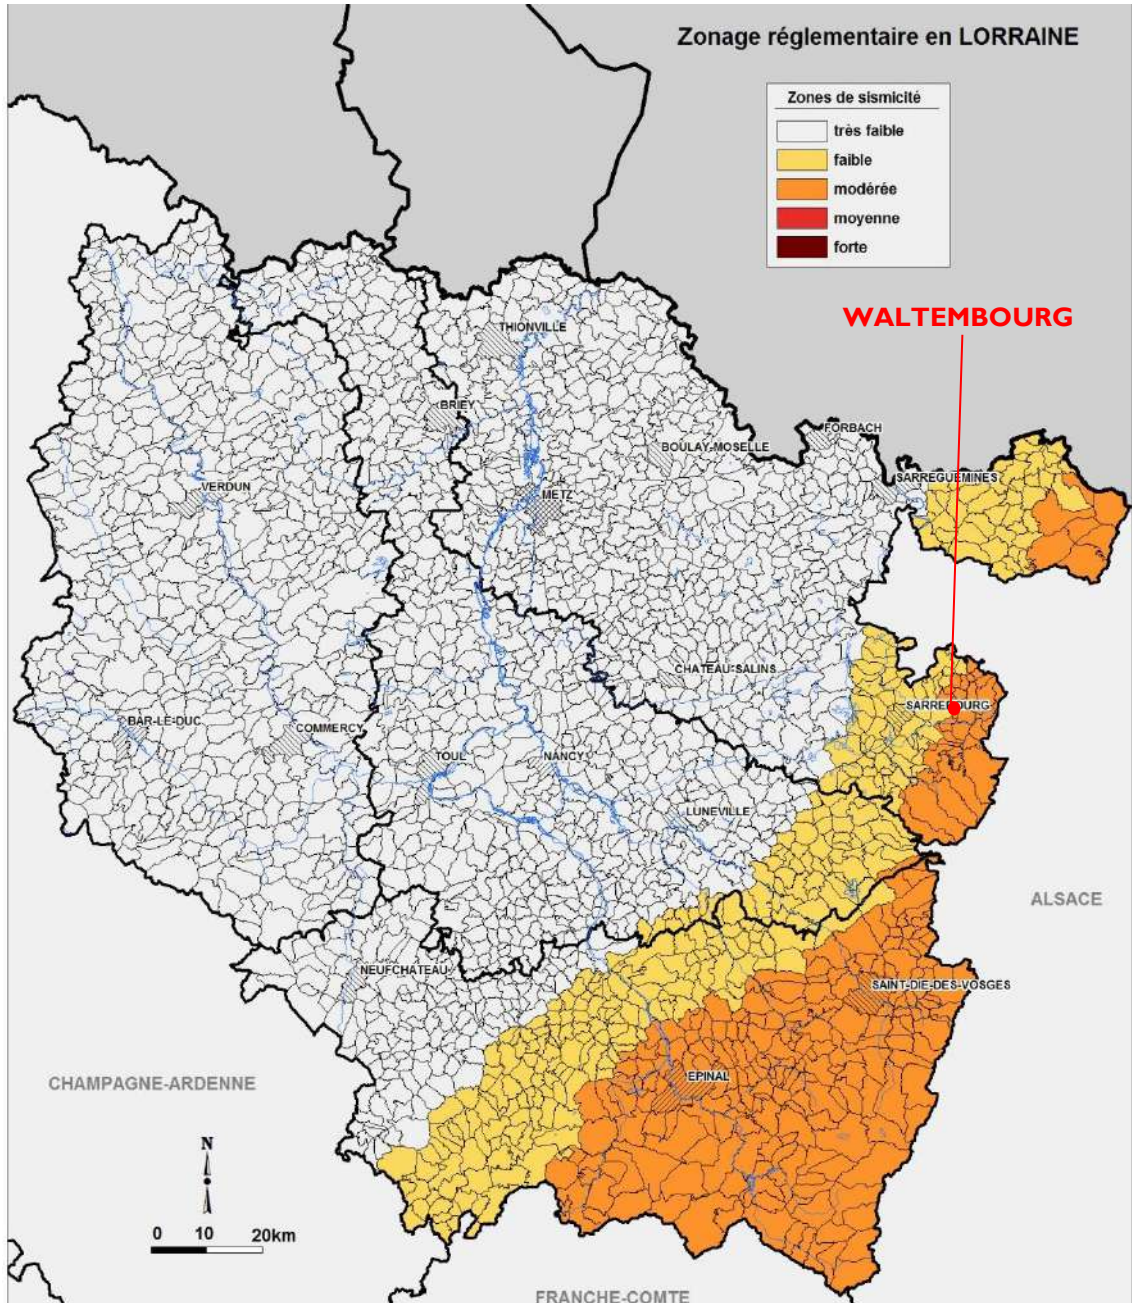 Zonage réglementaire en LORRAINE
Zones de sismicité
très faible
faible
modérée
moyenne
forte
WALTEMBOURG
THIONVILLE
BRIEY
FORBACH
BOULAY-MOSELLE
SARREGUEMINES
VERDUN
METZ
CHATEAU-SALINS
SARREBOURG
BAR-LE-DUC
COMMERCY
TOUL
NANCY
LUNEVILLE
ALSACE
NEUFCHATEAU
SAINT-DIE-DES-VOSGES
EPINAL
CHAMPAGNE-ARDENNE
N
0 10 20km
FRANCHE-COMTE